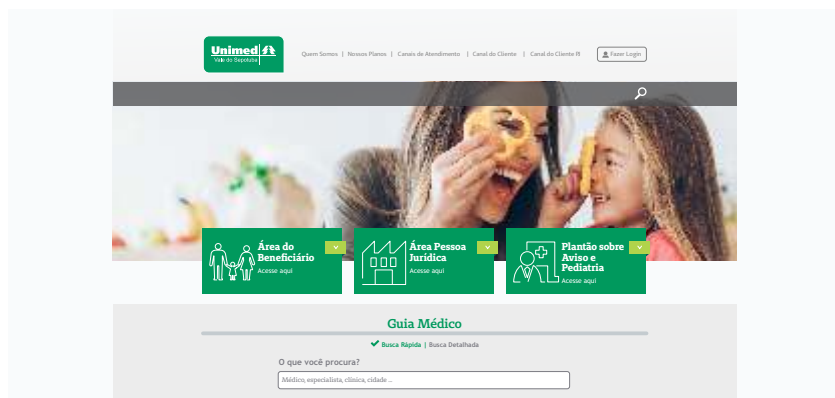 Unimed
Vale do Sepotuba
Quem Somos | Nossos Planos | Canais de Atendimento | Canal do Cliente | Canal do Cliente PJ
Fazer Login
Área do
Beneficiário
Acesse aqui
Área Pessoa
Jurídica
Acesse aqui
Plantão sobre
Aviso e
Pediatria
Acesse aqui
Guia Médico
Busca Rápida | Busca Detalhada
O que você procura?
Médico, especialista, clínica, cidade ...